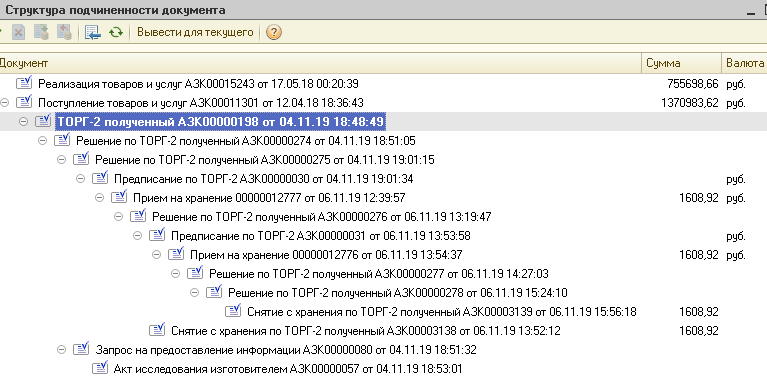 Структура подчиненности документа
Вывести для текущего
Документ Сумма Валюта
Реализация товаров и услуг АЗК00015243 от 17.05.18 00:20:39 755698,66 руб.
Поступление товаров и услуг АЗК00011301 от 12.04.18 18:36:43 1370983,62 руб.
ТОРГ-2 полученный АЗК00000198 от 04.11.19 18:48:49
Решение по ТОРГ-2 полученный АЗК00000274 от 04.11.19 18:51:05
Решение по ТОРГ-2 полученный АЗК00000275 от 04.11.19 19:01:15
Предписание по ТОРГ-2 АЗК00000030 от 04.11.19 19:01:34 руб.
Прием на хранение 00000012777 от 06.11.19 12:39:57 1608,92 руб.
Решение по ТОРГ-2 полученный АЗК00000276 от 06.11.19 13:19:47
Предписание по ТОРГ-2 АЗК00000031 от 06.11.19 13:53:58 руб.
Прием на хранение 00000012776 от 06.11.19 13:54:37 1608,92 руб.
Решение по ТОРГ-2 полученный АЗК00000277 от 06.11.19 14:27:03
Решение по ТОРГ-2 полученный АЗК00000278 от 06.11.19 15:24:10
Снятие с хранения по ТОРГ-2 полученный АЗК00003139 от 06.11.19 15:56:18 1608,92
Снятие с хранения по ТОРГ-2 полученный АЗК00003138 от 06.11.19 13:52:12 1608,92
Запрос на предоставление информации АЗК00000080 от 04.11.19 18:51:32
Акт исследования изготовителем АЗК00000057 от 04.11.19 18:53:01